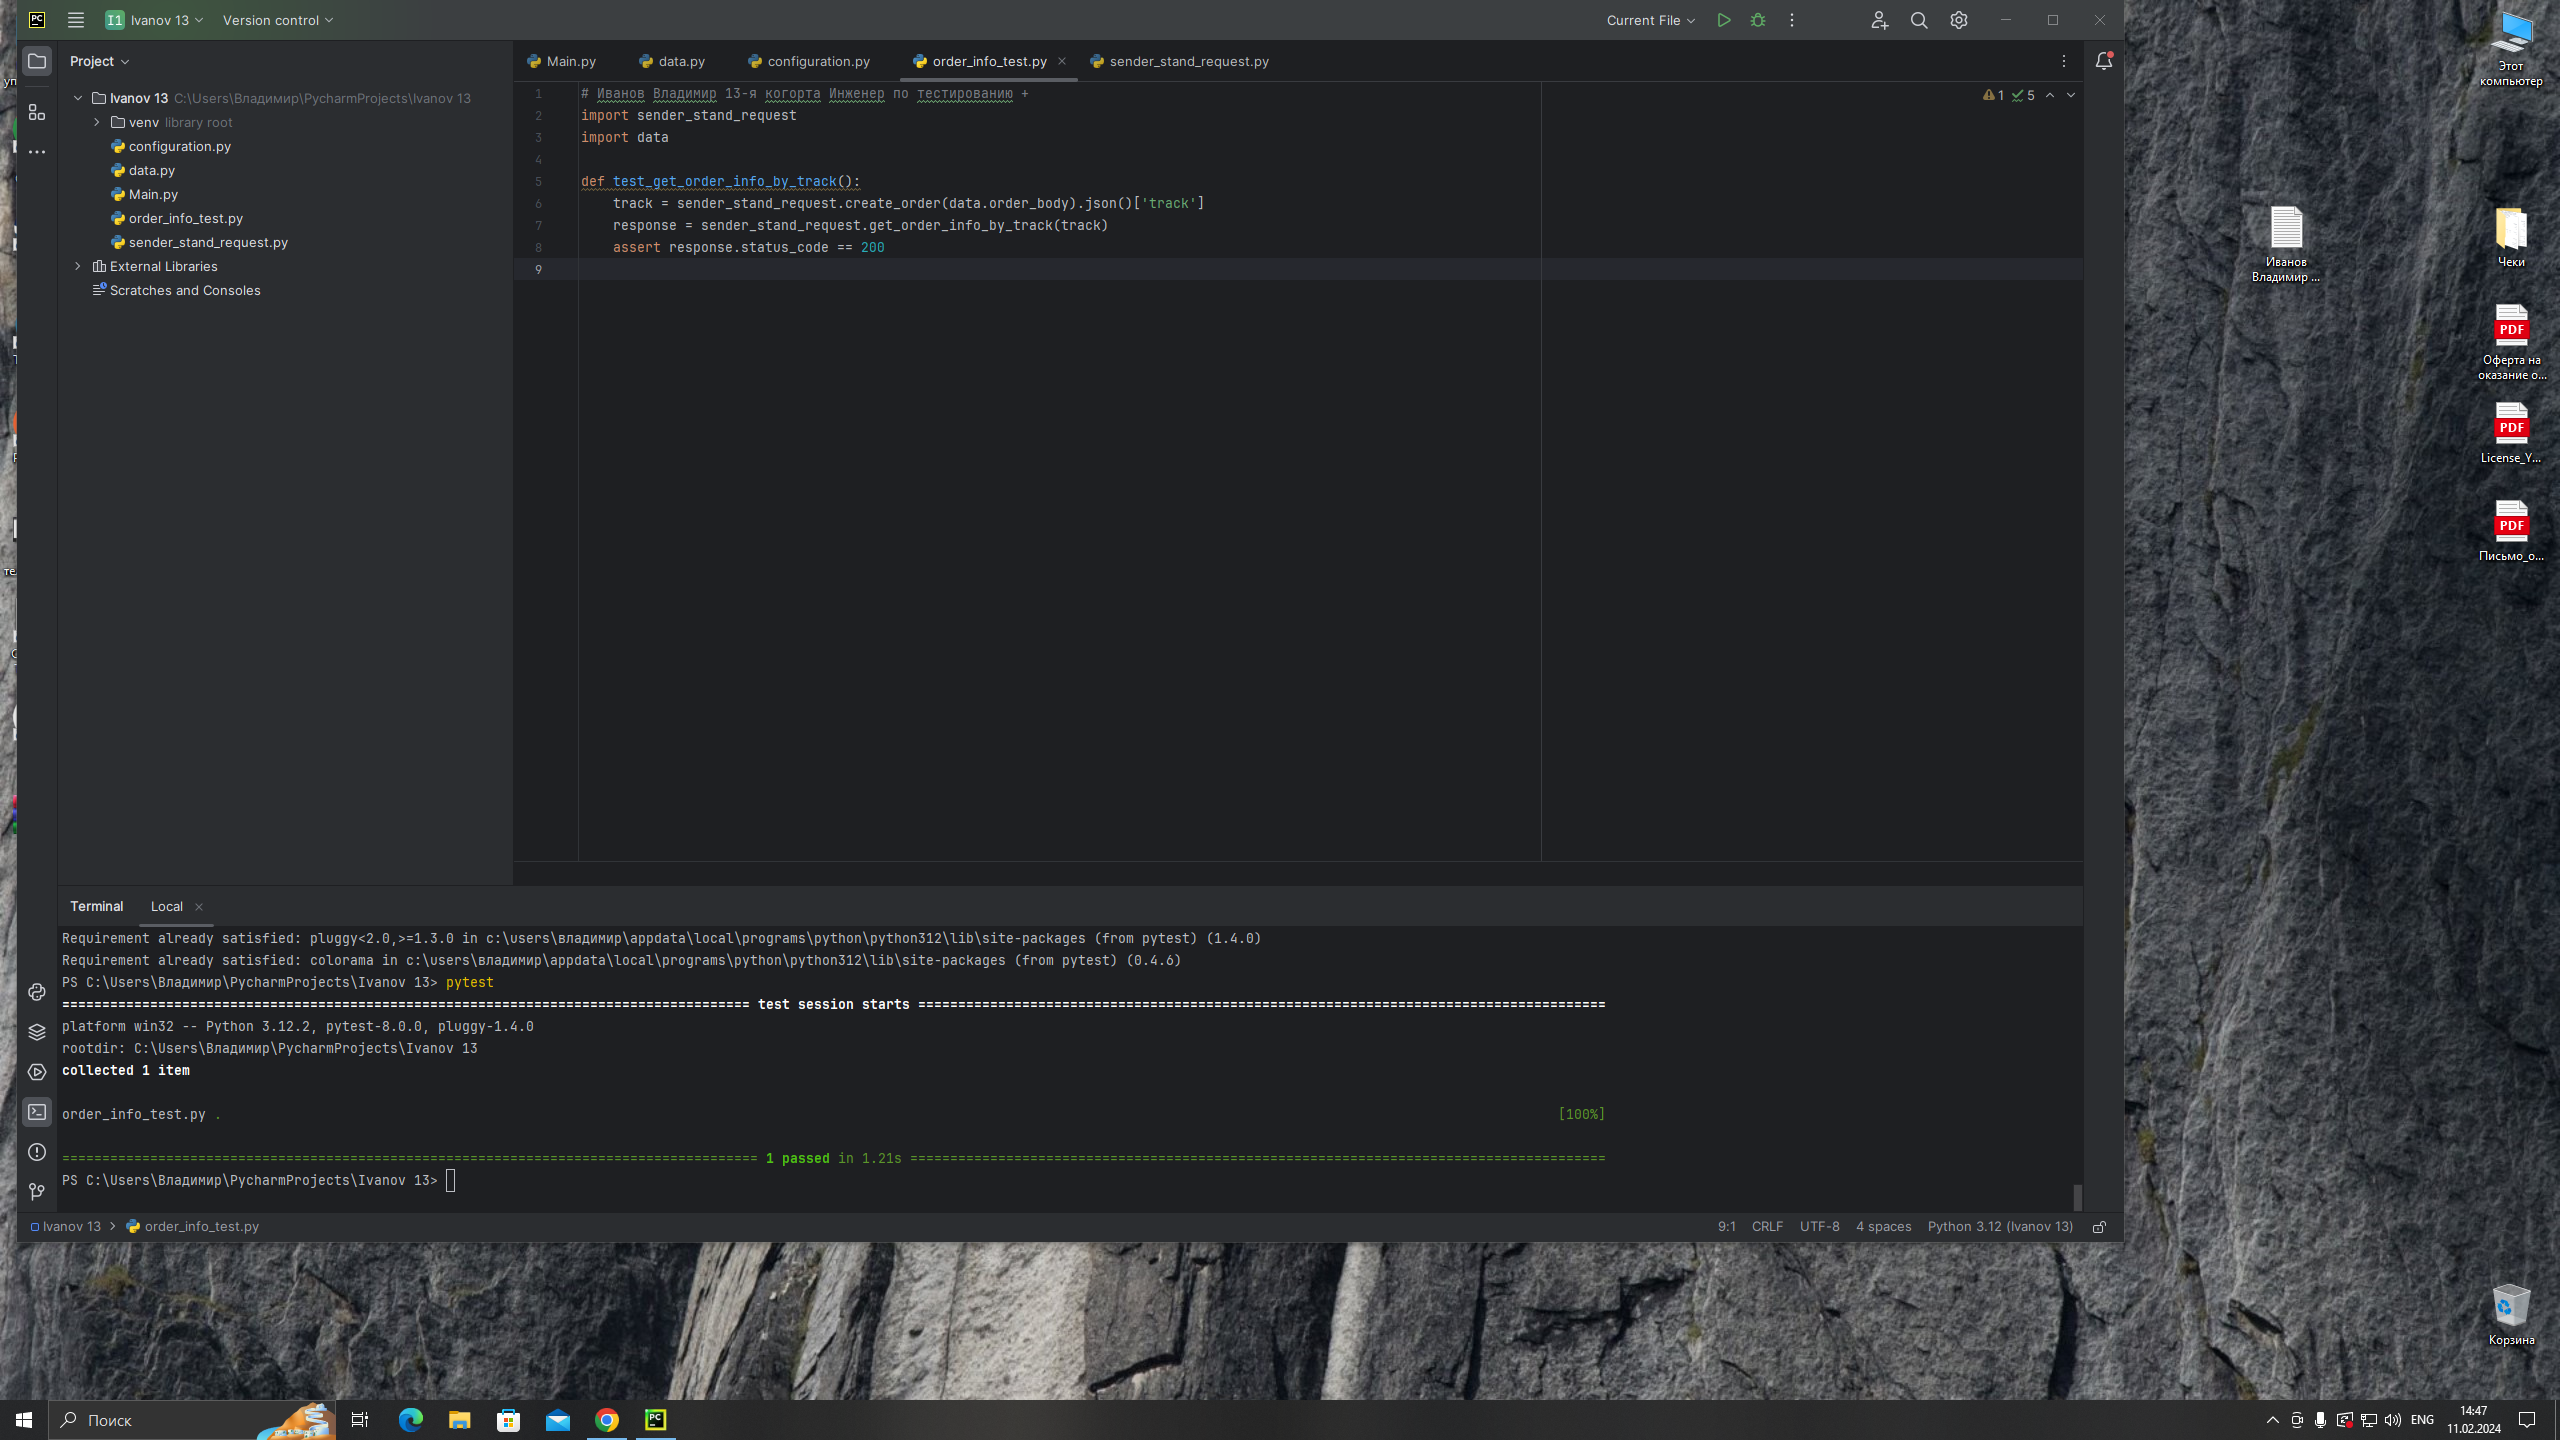 PC I1 Ivanov 13 Version control Current File
Project
Main.py data.py configuration.py order_info_test.py sender_stand_request.py
Ivanov 13 C:\Users\Владимир\PycharmProjects\Ivanov 13
venv library root
configuration.py
data.py
Main.py
order_info_test.py
sender_stand_request.py
External Libraries
Scratches and Consoles
1 # Иванов Владимир 13-я когорта Инженер по тестированию +
2 import sender_stand_request
3 import data
4
5 def test_get_order_info_by_track():
6 track = sender_stand_request.create_order(data.order_body).json()['track']
7 response = sender_stand_request.get_order_info_by_track(track)
8 assert response.status_code == 200
9
1 5
Terminal Local
Requirement already satisfied: pluggy<2.0,>=1.3.0 in c:\users\владимир\appdata\local\programs\python\python312\lib\site-packages (from pytest) (1.4.0)
Requirement already satisfied: colorama in c:\users\владимир\appdata\local\programs\python\python312\lib\site-packages (from pytest) (0.4.6)
PS C:\Users\Владимир\PycharmProjects\Ivanov 13> pytest
====================================================================================== test session starts ======================================================================================
platform win32 -- Python 3.12.2, pytest-8.0.0, pluggy-1.4.0
rootdir: C:\Users\Владимир\PycharmProjects\Ivanov 13
collected 1 item
order_info_test.py . [100%]
======================================================================================= 1 passed in 1.21s =======================================================================================
PS C:\Users\Владимир\PycharmProjects\Ivanov 13>
Ivanov 13 order_info_test.py 9:1 CRLF UTF-8 4 spaces Python 3.12 (Ivanov 13)
Этот
компьютер
Иванов
Владимир ...
Чеки
PDF
Оферта на
оказание о...
PDF
License_Y...
PDF
Письмо_о...
Корзина
Поиск
PC
ENG
14:47
11.02.2024